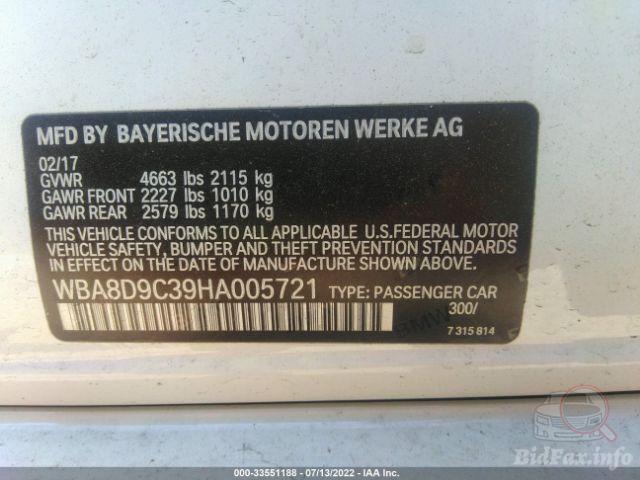 MFD BY BAYERISCHE MOTOREN WERKE AG
02/17
GVWR 4663 lbs 2115 kg
GAWR FRONT 2227 lbs 1010 kg
GAWR REAR 2579 lbs 1170 kg
THIS VEHICLE CONFORMS TO ALL APPLICABLE U.S.FEDERAL MOTOR
VEHICLE SAFETY, BUMPER AND THEFT PREVENTION STANDARDS
IN EFFECT ON THE DATE OF MANUFACTURE SHOWN ABOVE.
WBA8D9C39HA005721 TYPE: PASSENGER CAR
300/
BMW
7 315 814
BidFax.info
000-33551188 - 07/13/2022 - IAA Inc.